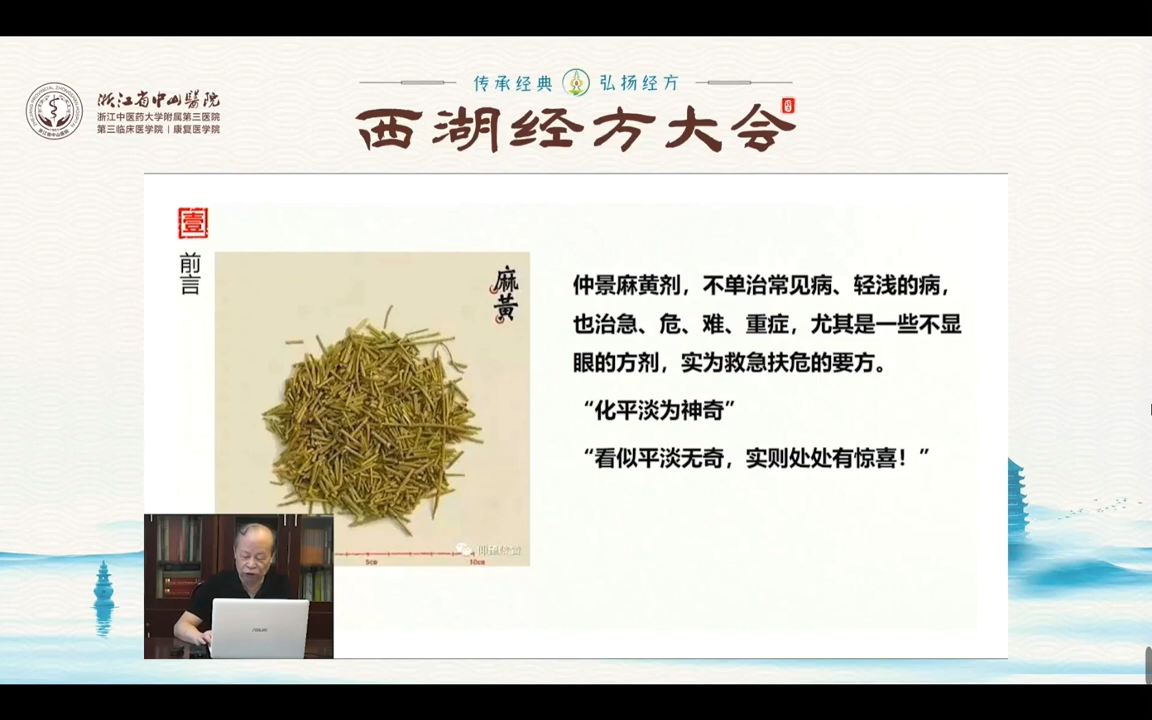 传承经典 弘扬经方
浙江省中山醫院
浙江中医药大学附属第三医院
第三临床医学院 | 康复医学院
西湖经方大会
壹
前言
麻黄
仲景麻黄剂，不单治常见病、轻浅的病，
也治急、危、难、重症，尤其是一些不显
眼的方剂，实为救急扶危的要方。
“化平淡为神奇”
“看似平淡无奇，实则处处有惊喜！”
5cm
10cm
ASUS